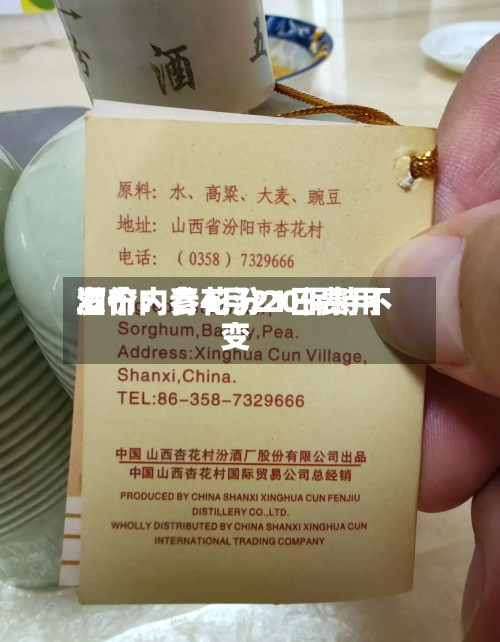 五
酒
原料：水、高粱、大麦、豌豆
地址：山西省汾阳市杏花村
电话：（0358）7329666
变
Sorghum,Barley,Pea.
Address:Xinghua Cun Village,
Shanxi,China.
TEL:86-358-7329666
中国 山西杏花村汾酒厂股份有限公司出品
中国山西杏花村国际贸易公司总经销
PRODUCED BY CHINA SHANXI XINGHUA CUN FENJIU
DISTILLERY CO.,LTD.
WHOLLY DISTRIBUTED BY CHINA SHANXI XINGHUA CUN
INTERNATIONAL TRADING COMPANY